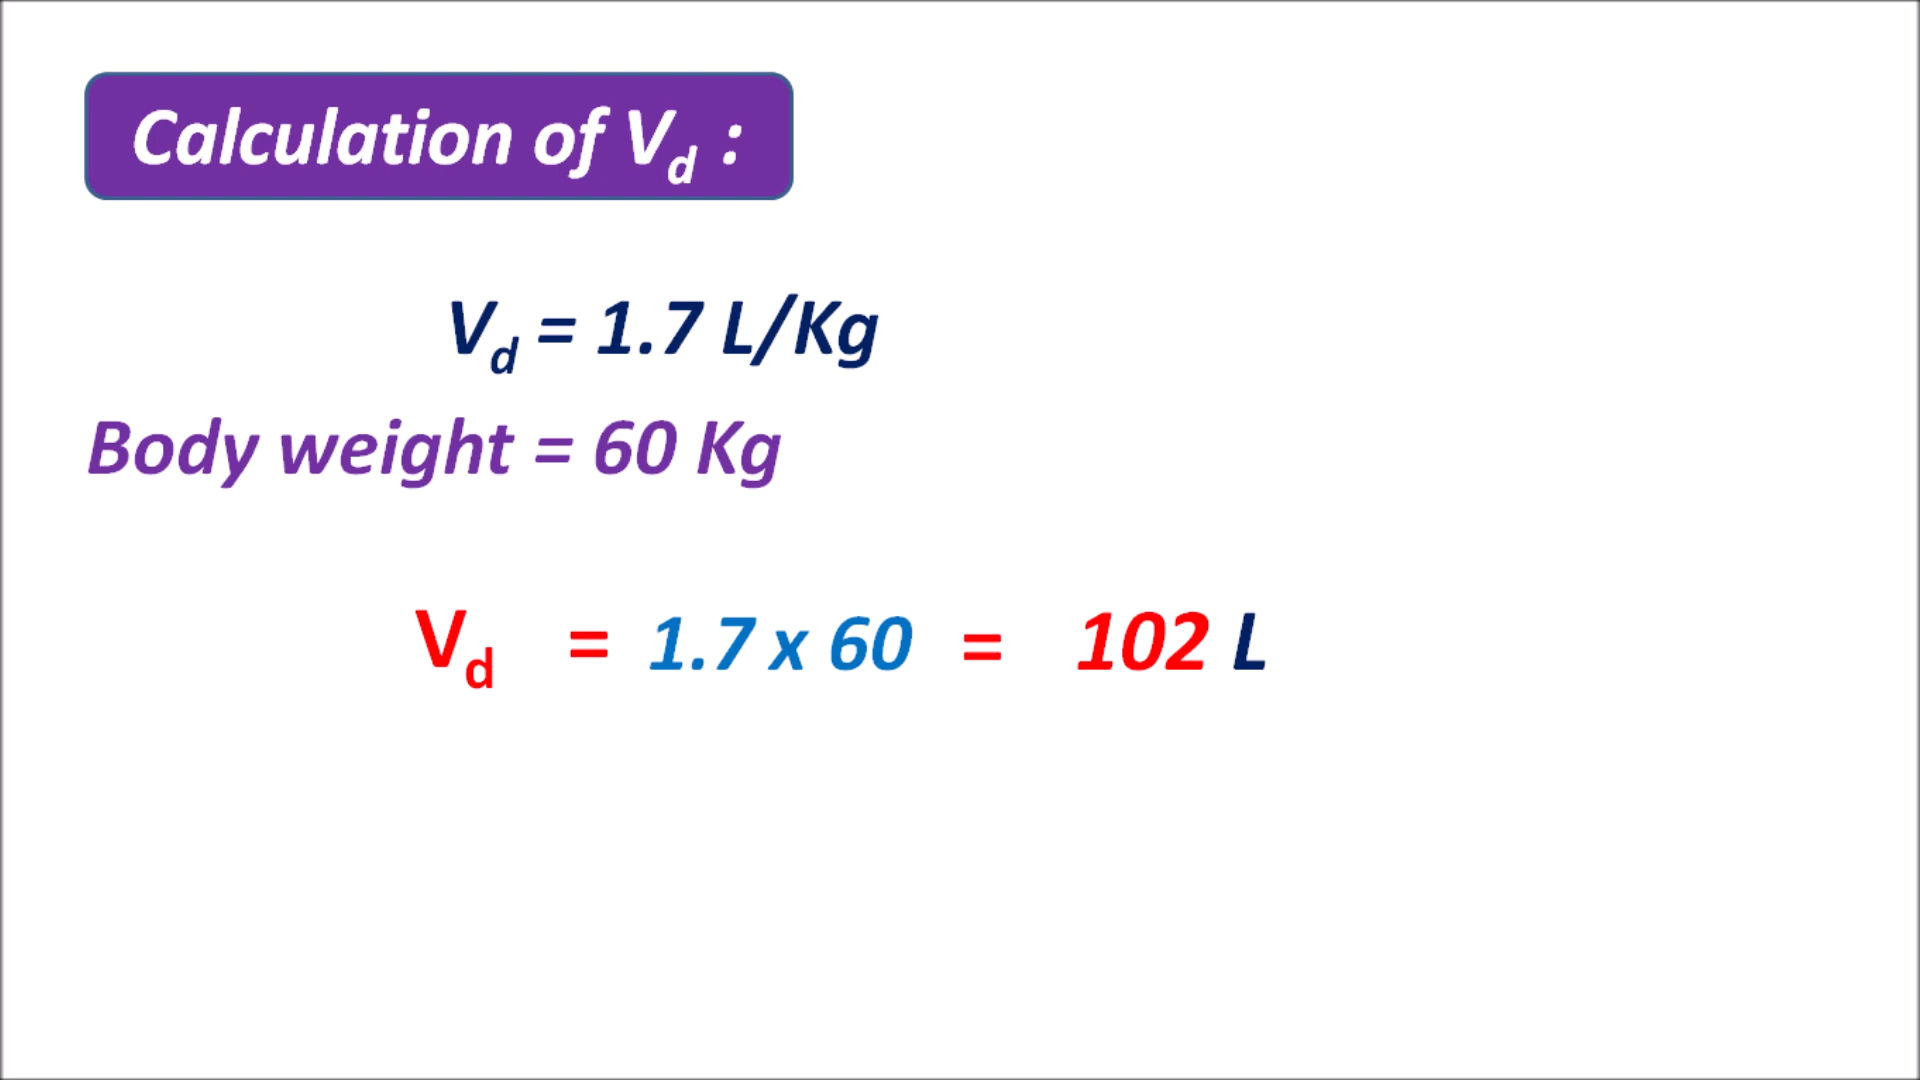 Calculation of Vd :
Vd = 1.7 L/Kg
Body weight = 60 Kg
Vd = 1.7 x 60 = 102 L